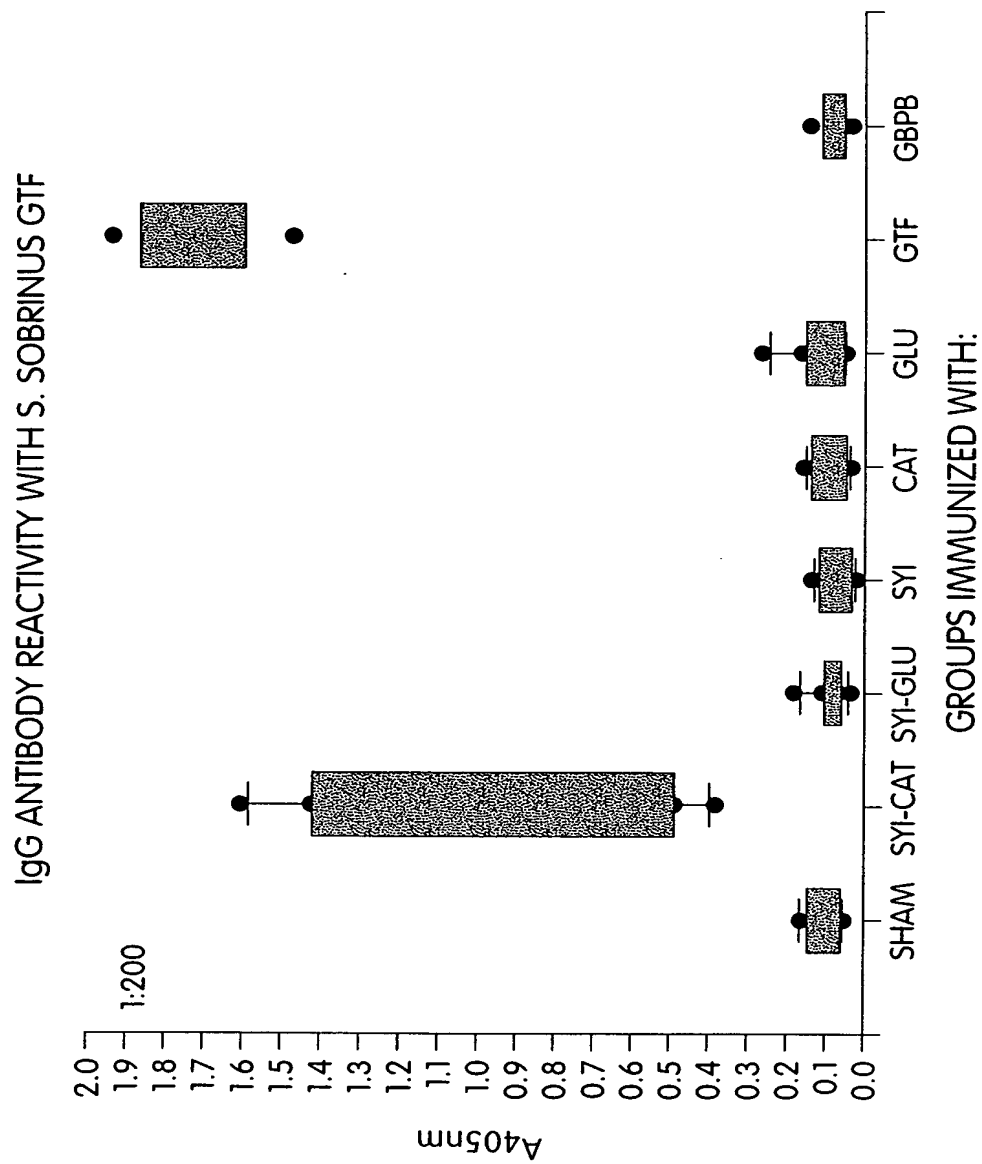 IgG ANTIBODY REACTIVITY WITH S. SOBRINUS GTF
1:200
A405nm
2.0
1.9
1.8
1.7
1.6
1.5
1.4
1.3
1.2
1.1
1.0
0.9
0.8
0.7
0.6
0.5
0.4
0.3
0.2
0.1
0.0
SHAM
SYI-CAT
SYI-GLU
SYI
CAT
GLU
GTF
GBPB
GROUPS IMMUNIZED WITH: